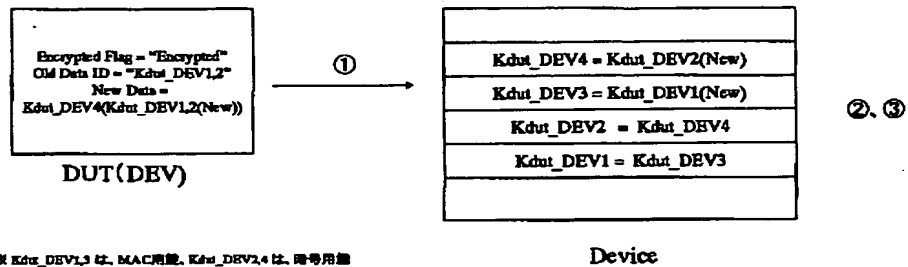 Encrypted Flag = "Encrypted"
Old Data ID = "Kdut_DEV1,2"
New Data =
Kdut_DEV4(Kdut_DEV1,2(New))
DUT(DEV)
①
Kdut_DEV4 = Kdut_DEV2(New)
Kdut_DEV3 = Kdut_DEV1(New)
Kdut_DEV2 = Kdut_DEV4
Kdut_DEV1 = Kdut_DEV3
②、③
Device
Kdut_DEV1,3 は、MAC用鍵、Kdut_DEV2,4 は、暗号用鍵